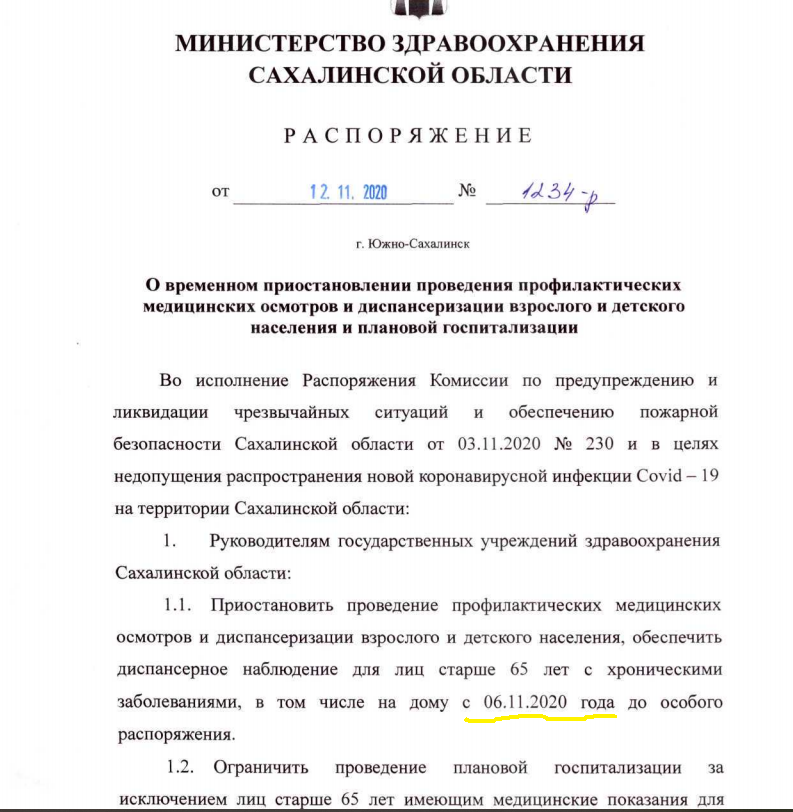 МИНИСТЕРСТВО ЗДРАВООХРАНЕНИЯ
САХАЛИНСКОЙ ОБЛАСТИ
РАСПОРЯЖЕНИЕ
от 12.11.2020 № 1234-р
г. Южно-Сахалинск
О временном приостановлении проведения профилактических
медицинских осмотров и диспансеризации взрослого и детского
населения и плановой госпитализации
Во исполнение Распоряжения Комиссии по предупреждению и
ликвидации чрезвычайных ситуаций и обеспечению пожарной
безопасности Сахалинской области от 03.11.2020 № 230 и в целях
недопущения распространения новой коронавирусной инфекции Covid – 19
на территории Сахалинской области:
1. Руководителям государственных учреждений здравоохранения
Сахалинской области:
1.1. Приостановить проведение профилактических медицинских
осмотров и диспансеризации взрослого и детского населения, обеспечить
диспансерное наблюдение для лиц старше 65 лет с хроническими
заболеваниями, в том числе на дому с 06.11.2020 года до особого
распоряжения.
1.2. Ограничить проведение плановой госпитализации за
исключением лиц старше 65 лет имеющим медицинские показания для